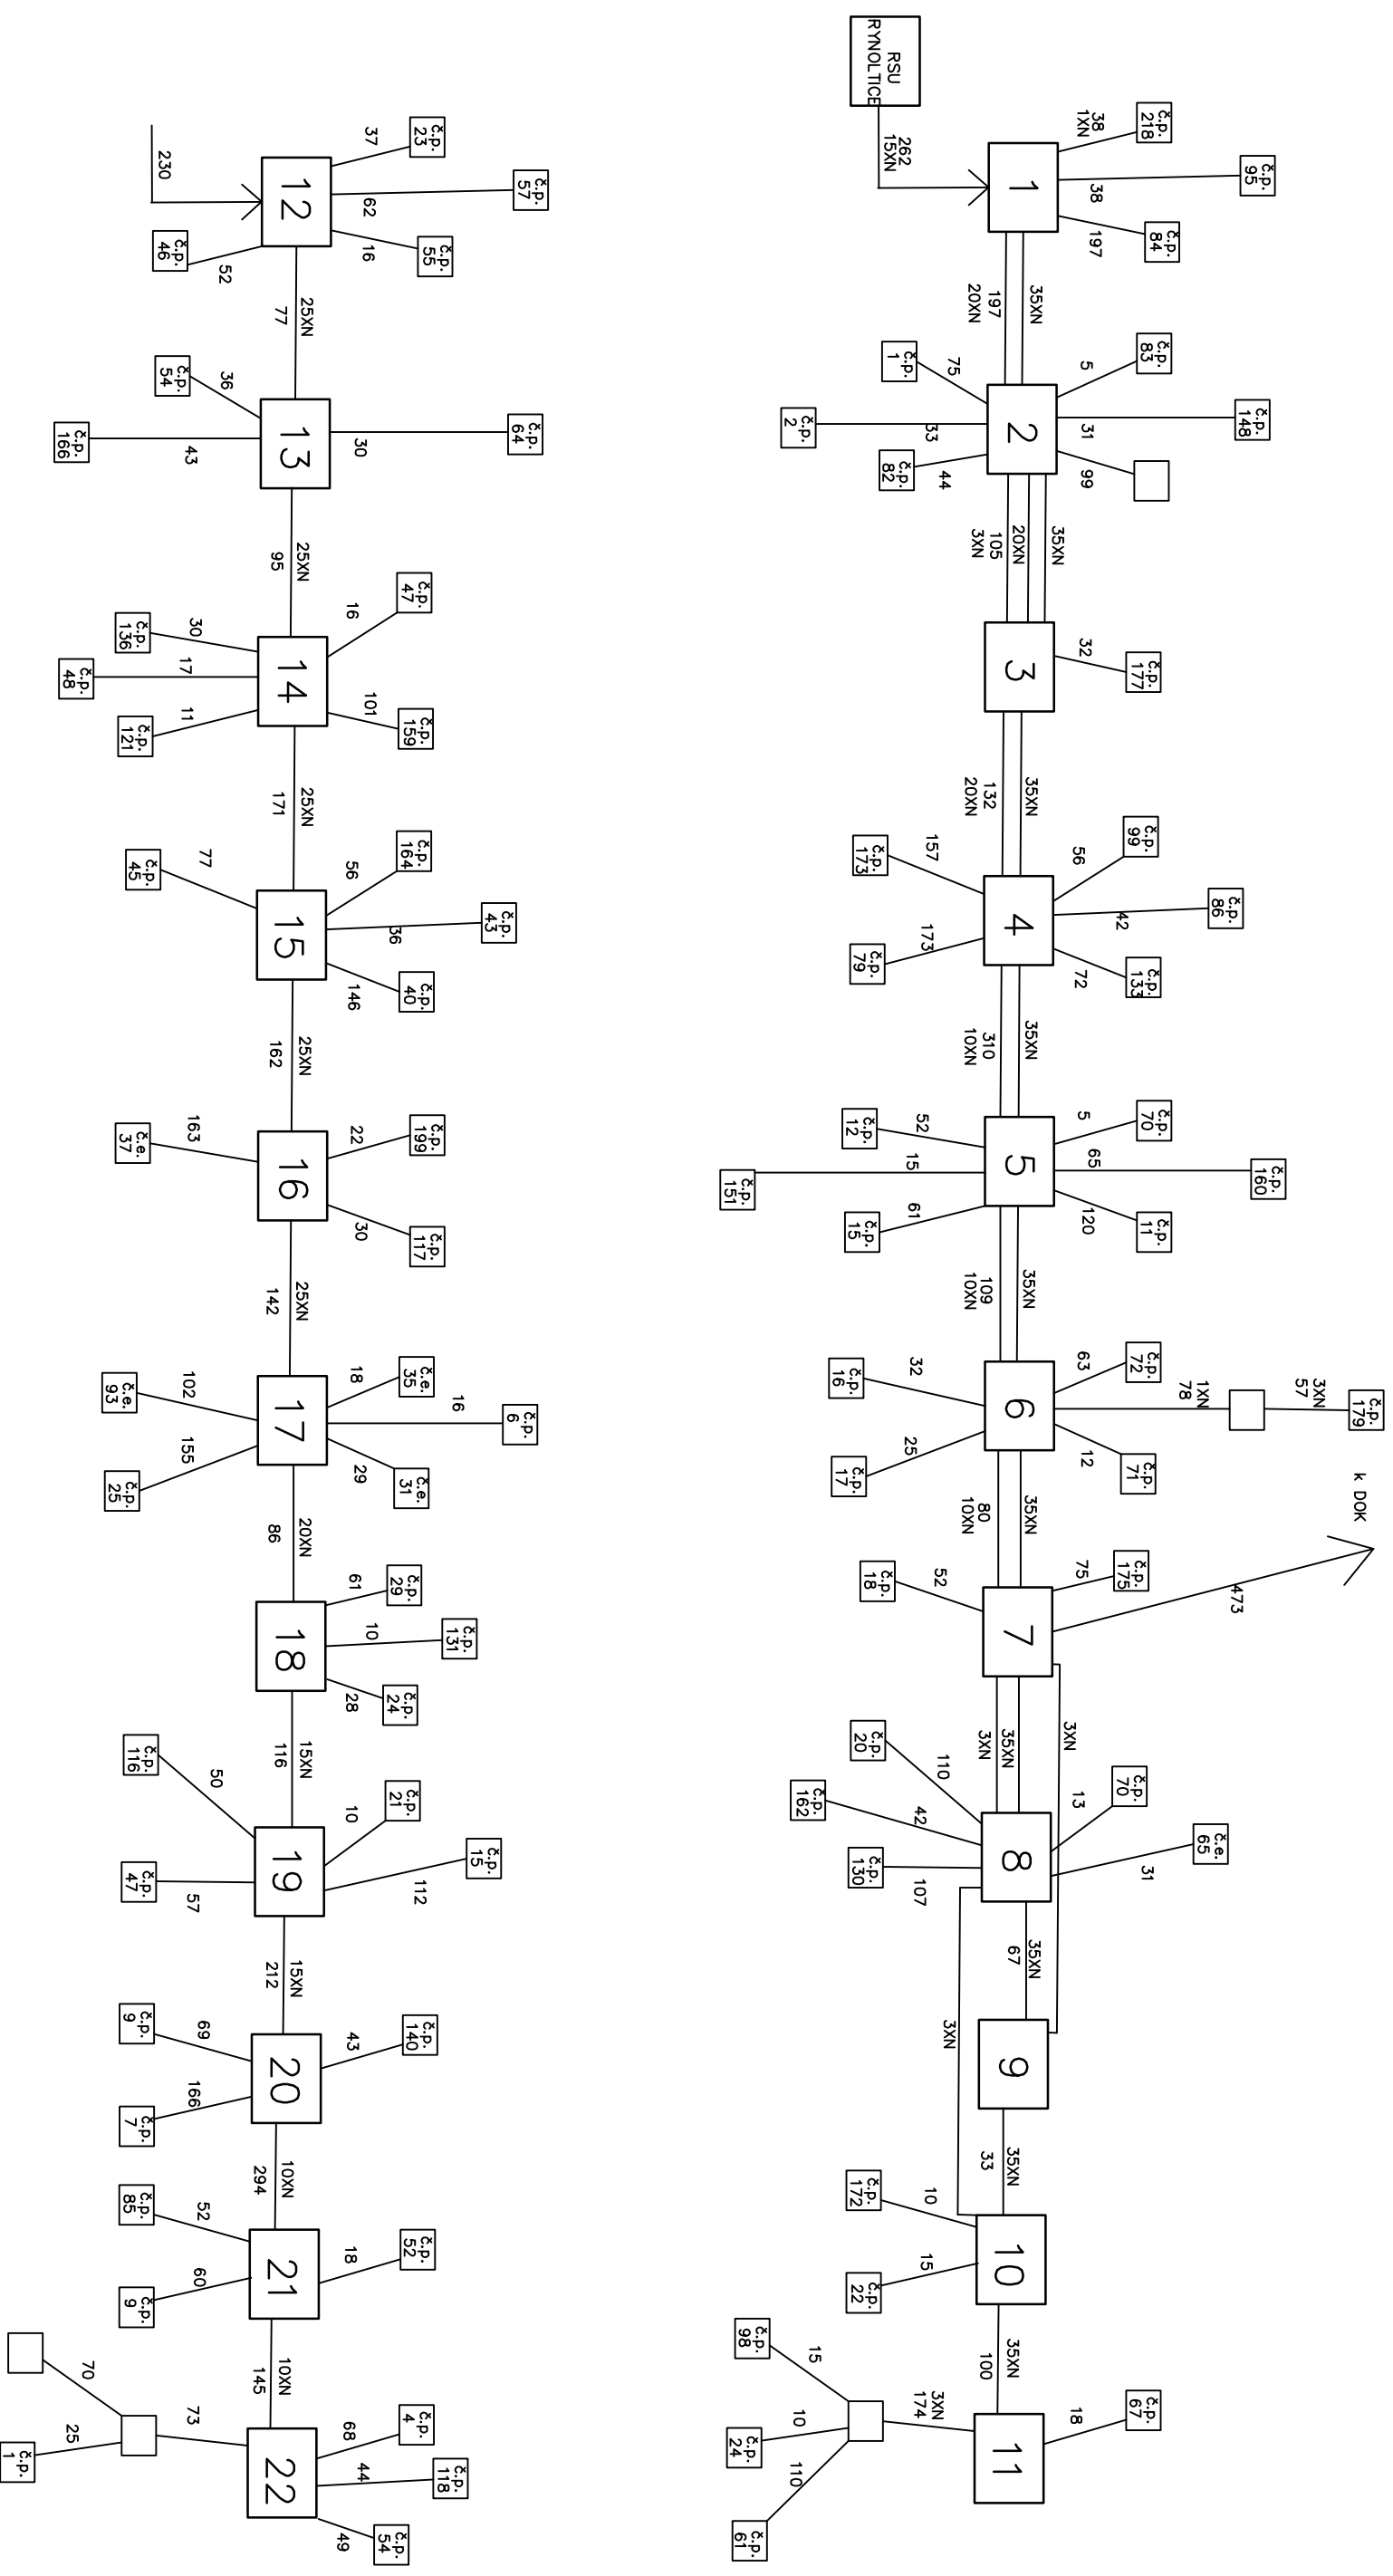 RSU
RYNOLTICE
262
15XN
1
38
1XN
č.p.
218
38
č.p.
95
197
č.p.
84
35XN
197
20XN
2
5
č.p.
83
31
č.p.
148
99
75
č.p.
1
33
č.p.
2
44
č.p.
82
35XN
20XN
105
3XN
3
32
č.p.
177
35XN
132
20XN
4
56
č.p.
99
42
č.p.
86
72
č.p.
133
157
č.p.
173
173
č.p.
79
35XN
310
10XN
5
5
č.p.
70
65
č.p.
160
120
č.p.
11
52
č.p.
12
15
č.p.
151
61
č.p.
15
35XN
109
10XN
6
63
č.p.
72
1XN
78
3XN
57
č.p.
179
12
č.p.
71
32
č.p.
16
25
č.p.
17
35XN
80
10XN
7
75
č.p.
175
473
k DOK
52
č.p.
18
3XN
35XN
3XN
8
13
č.p.
70
31
č.e.
65
110
č.p.
20
42
č.p.
162
107
č.p.
130
35XN
67
3XN
9
35XN
33
10
10
č.p.
172
15
č.p.
22
35XN
100
11
18
č.p.
67
3XN
174
15
č.p.
98
10
č.p.
24
110
č.p.
61
230
12
37
č.p.
23
62
č.p.
57
16
č.p.
55
52
č.p.
46
25XN
77
13
30
č.p.
64
36
č.p.
54
43
č.p.
166
25XN
95
14
16
č.p.
47
101
č.p.
159
30
č.p.
136
17
č.p.
48
11
č.p.
121
25XN
171
15
56
č.p.
164
36
č.p.
43
146
č.p.
40
77
č.p.
45
25XN
162
16
22
č.p.
199
30
č.p.
117
163
č.e.
37
25XN
142
17
18
č.e.
35
16
č.p.
6
29
č.e.
31
102
č.e.
93
155
č.p.
25
20XN
86
18
61
č.p.
29
10
č.p.
131
28
č.p.
24
15XN
116
19
10
č.p.
21
112
č.p.
15
50
č.p.
116
57
č.p.
47
15XN
212
20
43
č.p.
140
69
č.p.
9
166
č.p.
7
10XN
294
21
18
č.p.
52
52
č.p.
85
60
č.p.
9
10XN
145
22
68
č.p.
4
44
č.p.
118
49
č.p.
54
73
70
25
č.p.
1